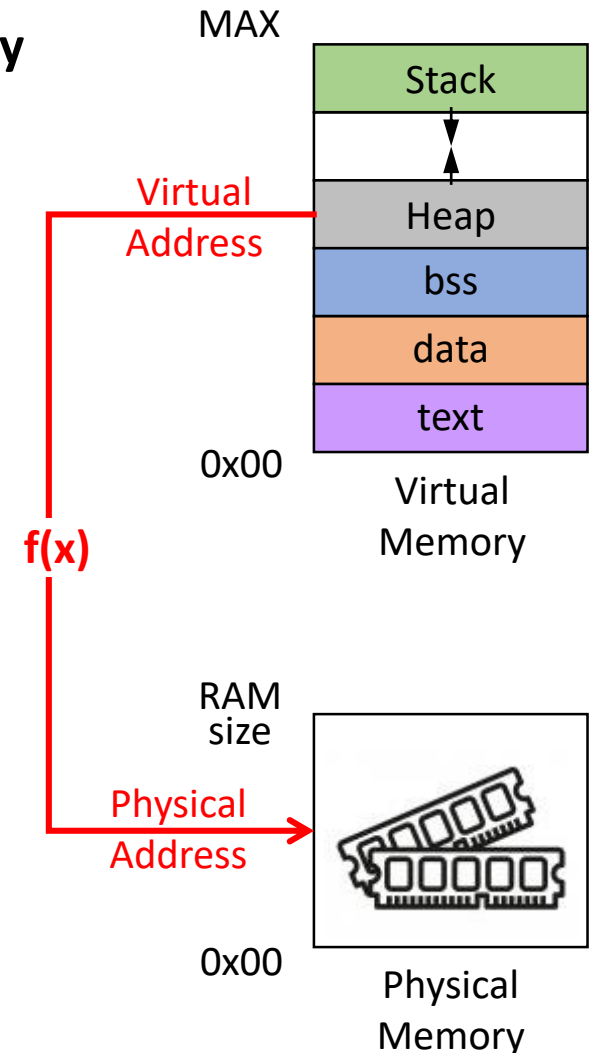 y
MAX
Stack
Virtual
Address
Heap
bss
data
text
0x00
Virtual
Memory
f(x)
RAM
size
Physical
Address
0x00
Physical
Memory